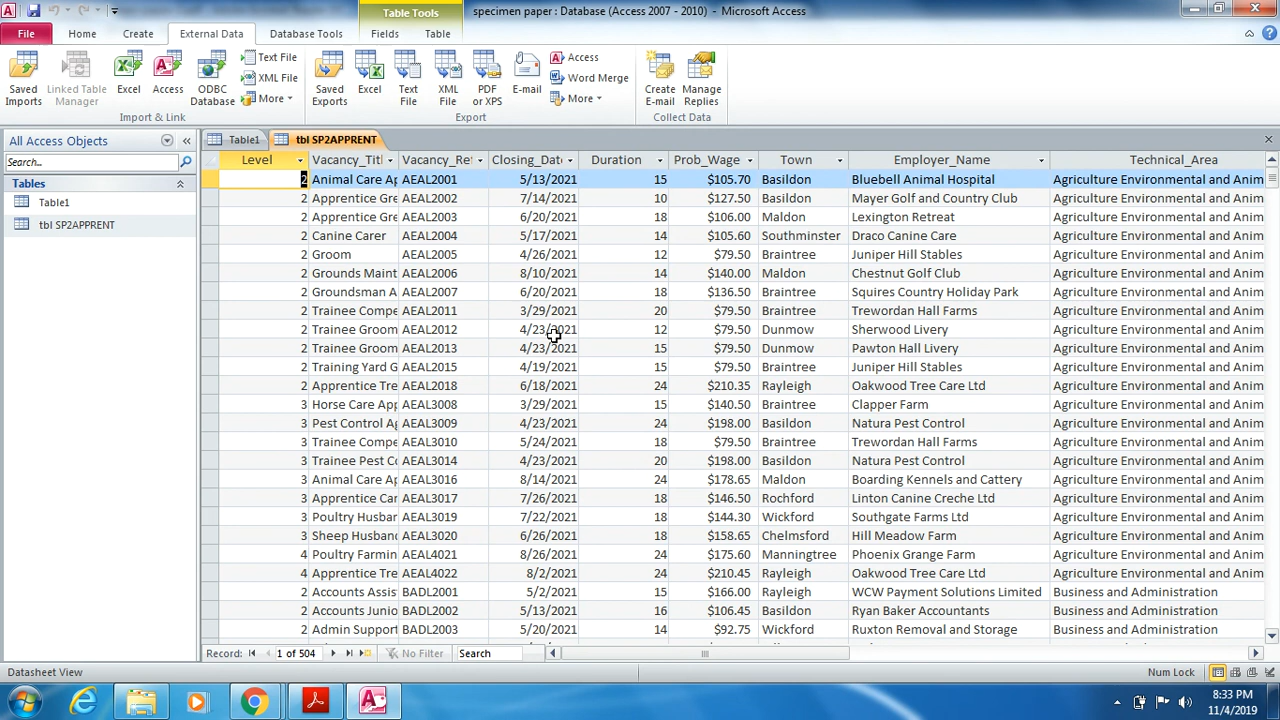 Table Tools
specimen paper : Database (Access 2007 - 2010) - Microsoft Access
File Home Create External Data Database Tools Fields Table
Saved Imports
Linked Table Manager
Excel
Access
ODBC Database
Text File
XML File
More
Import & Link
Saved Exports
Excel
Text File
XML File
PDF or XPS
E-mail
Access
Word Merge
More
Export
Create E-mail
Manage Replies
Collect Data
All Access Objects
Search...
Tables
Table1
tbl SP2APPRENT
Table1 tbl SP2APPRENT
Level Vacancy_Titl Vacancy_Ref Closing_Date Duration Prob_Wage Town Employer_Name Technical_Area
2 Animal Care Ap AEAL2001 5/13/2021 15 $105.70 Basildon Bluebell Animal Hospital Agriculture Environmental and Anim
2 Apprentice Gre AEAL2002 7/14/2021 10 $127.50 Basildon Mayer Golf and Country Club Agriculture Environmental and Anim
2 Apprentice Gre AEAL2003 6/20/2021 18 $106.00 Maldon Lexington Retreat Agriculture Environmental and Anim
2 Canine Carer AEAL2004 5/17/2021 14 $105.60 Southminster Draco Canine Care Agriculture Environmental and Anim
2 Groom AEAL2005 4/26/2021 12 $79.50 Braintree Juniper Hill Stables Agriculture Environmental and Anim
2 Grounds Maint AEAL2006 8/10/2021 14 $140.00 Maldon Chestnut Golf Club Agriculture Environmental and Anim
2 Groundsman A AEAL2007 6/20/2021 18 $136.50 Braintree Squires Country Holiday Park Agriculture Environmental and Anim
2 Trainee Compe AEAL2011 3/29/2021 20 $79.50 Braintree Trewordan Hall Farms Agriculture Environmental and Anim
2 Trainee Groom AEAL2012 4/23/2021 12 $79.50 Dunmow Sherwood Livery Agriculture Environmental and Anim
2 Trainee Groom AEAL2013 4/23/2021 15 $79.50 Dunmow Pawton Hall Livery Agriculture Environmental and Anim
2 Training Yard G AEAL2015 4/19/2021 15 $79.50 Braintree Juniper Hill Stables Agriculture Environmental and Anim
2 Apprentice Tre AEAL2018 6/18/2021 24 $210.35 Rayleigh Oakwood Tree Care Ltd Agriculture Environmental and Anim
3 Horse Care App AEAL3008 3/29/2021 15 $140.50 Braintree Clapper Farm Agriculture Environmental and Anim
3 Pest Control Ap AEAL3009 4/23/2021 24 $198.00 Basildon Natura Pest Control Agriculture Environmental and Anim
3 Trainee Compe AEAL3010 5/24/2021 18 $79.50 Braintree Trewordan Hall Farms Agriculture Environmental and Anim
3 Trainee Pest Co AEAL3014 4/23/2021 20 $198.00 Basildon Natura Pest Control Agriculture Environmental and Anim
3 Animal Care Ap AEAL3016 8/14/2021 24 $178.65 Maldon Boarding Kennels and Cattery Agriculture Environmental and Anim
3 Apprentice Car AEAL3017 7/26/2021 18 $146.50 Rochford Linton Canine Creche Ltd Agriculture Environmental and Anim
3 Poultry Husban AEAL3019 7/22/2021 18 $144.30 Wickford Southgate Farms Ltd Agriculture Environmental and Anim
3 Sheep Husband AEAL3020 6/26/2021 18 $158.65 Chelmsford Hill Meadow Farm Agriculture Environmental and Anim
4 Poultry Farmin AEAL4021 8/26/2021 24 $175.60 Manningtree Phoenix Grange Farm Agriculture Environmental and Anim
4 Apprentice Tre AEAL4022 8/2/2021 24 $210.45 Rayleigh Oakwood Tree Care Ltd Agriculture Environmental and Anim
2 Accounts Assis BADL2001 5/2/2021 15 $166.00 Rayleigh WCW Payment Solutions Limited Business and Administration
2 Accounts Junio BADL2002 5/13/2021 16 $106.45 Basildon Ryan Baker Accountants Business and Administration
2 Admin Support BADL2003 5/20/2021 14 $92.75 Wickford Ruxton Removal and Storage Business and Administration
Record: 1 of 504 No Filter Search
Datasheet View Num Lock
8:33 PM
11/4/2019